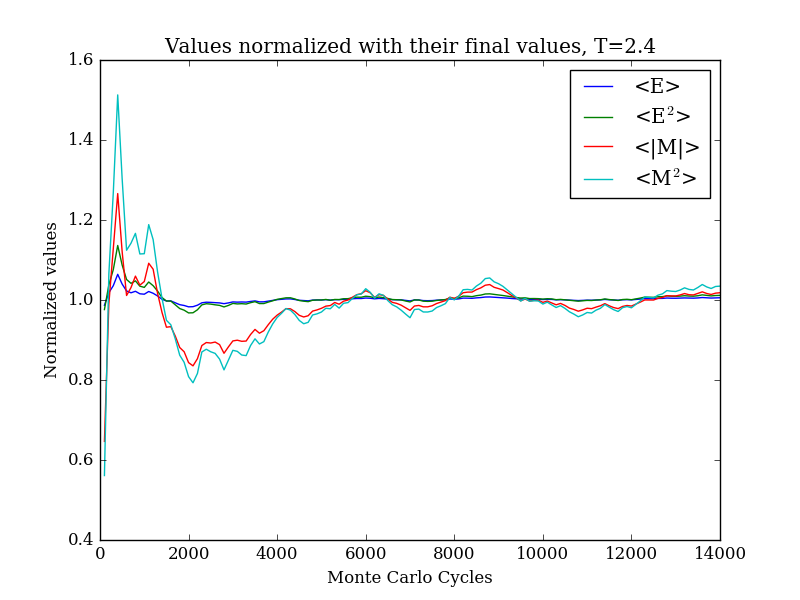 Values normalized with their final values, T=2.4
1.6
1.4
1.2
1.0
0.8
0.6
0.4
Normalized values
<E>
<E²>
<|M|>
<M²>
0 2000 4000 6000 8000 10000 12000 14000
Monte Carlo Cycles